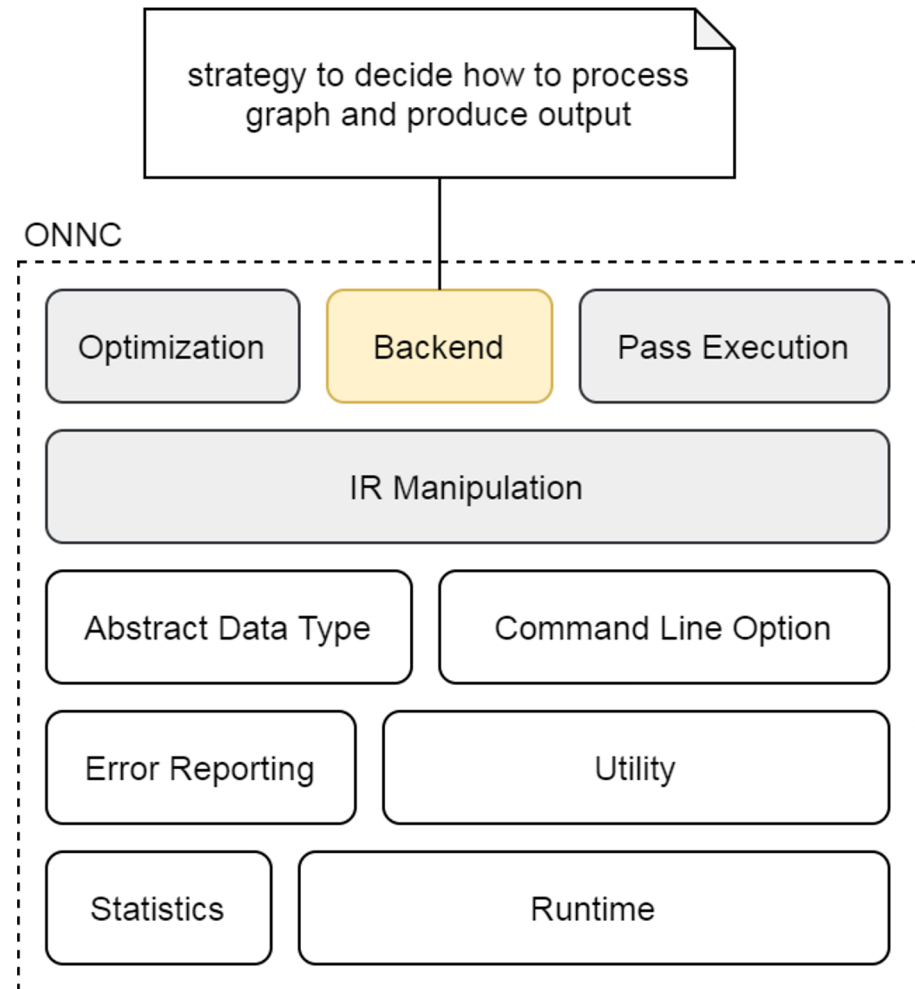 strategy to decide how to process
graph and produce output
ONNC
Optimization
Backend
Pass Execution
IR Manipulation
Abstract Data Type
Command Line Option
Error Reporting
Utility
Statistics
Runtime